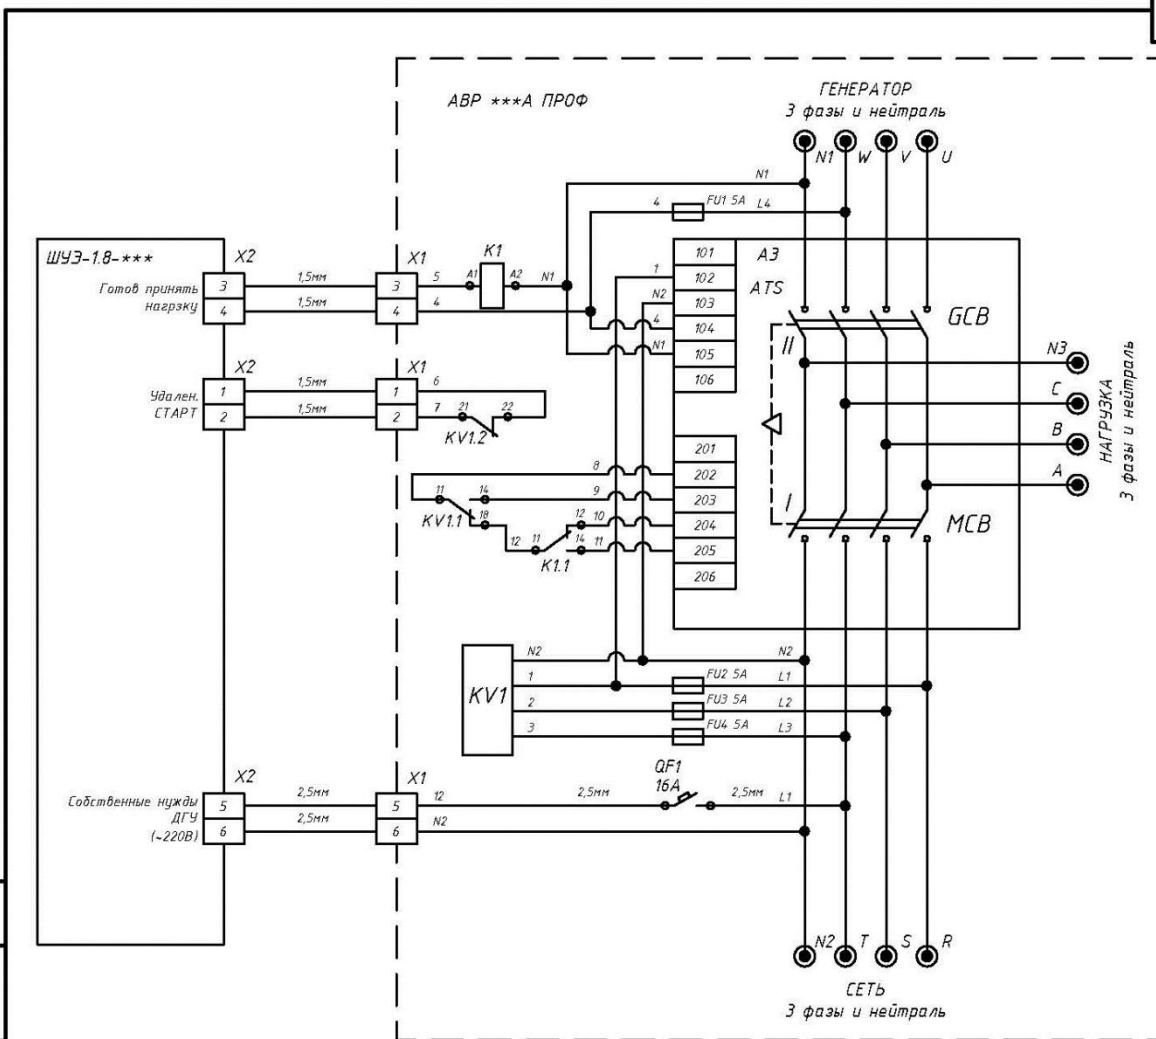 АВР ***А ПРОФ
ГЕНЕРАТОР
3 фазы и нейтраль
N1 W V U
N1
4 FU1 5А L4
ШУЭ-1.8-***
X2 X1 K1
Готов принять
нагрзку
3 1,5мм 3 5 A1 A2 N1
4 1,5мм 4 4
101 А3
1 102 ATS
N2 103
4 104
N1 105
106
GCB
II
N3
C
B
A
НАГРУЗКА
3 фазы и нейтраль
X2 X1
Удален.
СТАРТ
1 1,5мм 1 6
2 1,5мм 2 7 21 22
KV1.2
201
8 202
11 14 9 203
KV1.1 18 12 10 204
12 11 14 11 205
K1.1
206
I
MCB
KV1
N2 N2
1 FU2 5А L1
2 FU3 5А L2
3 FU4 5А L3
QF1
16А
X2 X1
Собственные нужды
ДГУ
(~220В)
5 2,5мм 5 12 2,5мм 2,5мм L1
6 2,5мм 6 N2
N2 T S R
СЕТЬ
3 фазы и нейтраль